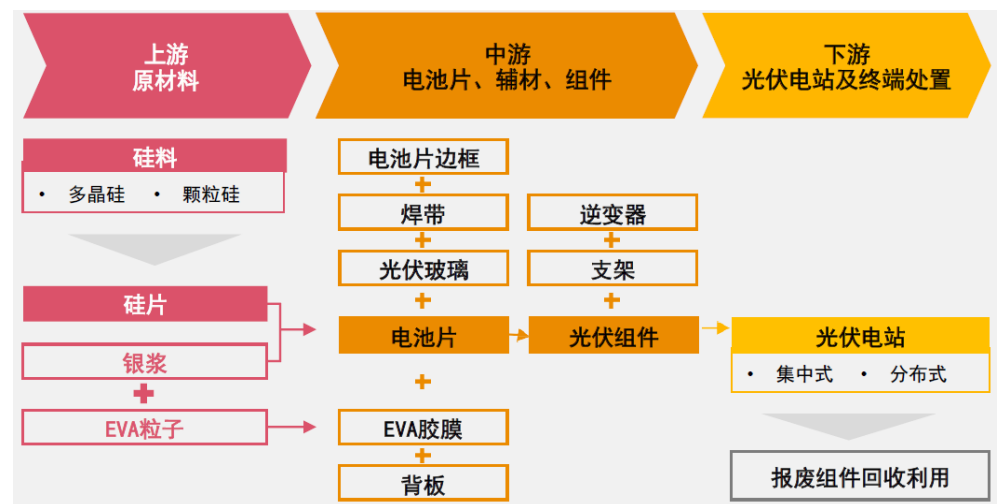 上游
原材料
中游
电池片、辅材、组件
下游
光伏电站及终端处置
硅料
• 多晶硅 • 颗粒硅
硅片
银浆
+
EVA粒子
电池片边框
+
焊带
+
光伏玻璃
+
电池片
+
EVA胶膜
+
背板
逆变器
+
支架
+
光伏组件
光伏电站
• 集中式 • 分布式
报废组件回收利用